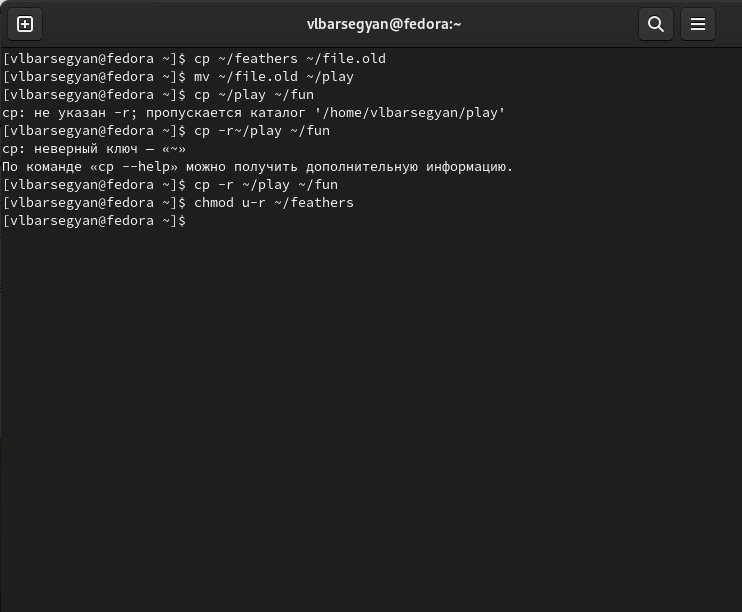 vlbarsegyan@fedora:~
[vlbarsegyan@fedora ~]$ cp ~/feathers ~/file.old
[vlbarsegyan@fedora ~]$ mv ~/file.old ~/play
[vlbarsegyan@fedora ~]$ cp ~/play ~/fun
cp: не указан -r; пропускается каталог '/home/vlbarsegyan/play'
[vlbarsegyan@fedora ~]$ cp -r~/play ~/fun
cp: неверный ключ — «~»
По команде «cp --help» можно получить дополнительную информацию.
[vlbarsegyan@fedora ~]$ cp -r ~/play ~/fun
[vlbarsegyan@fedora ~]$ chmod u-r ~/feathers
[vlbarsegyan@fedora ~]$